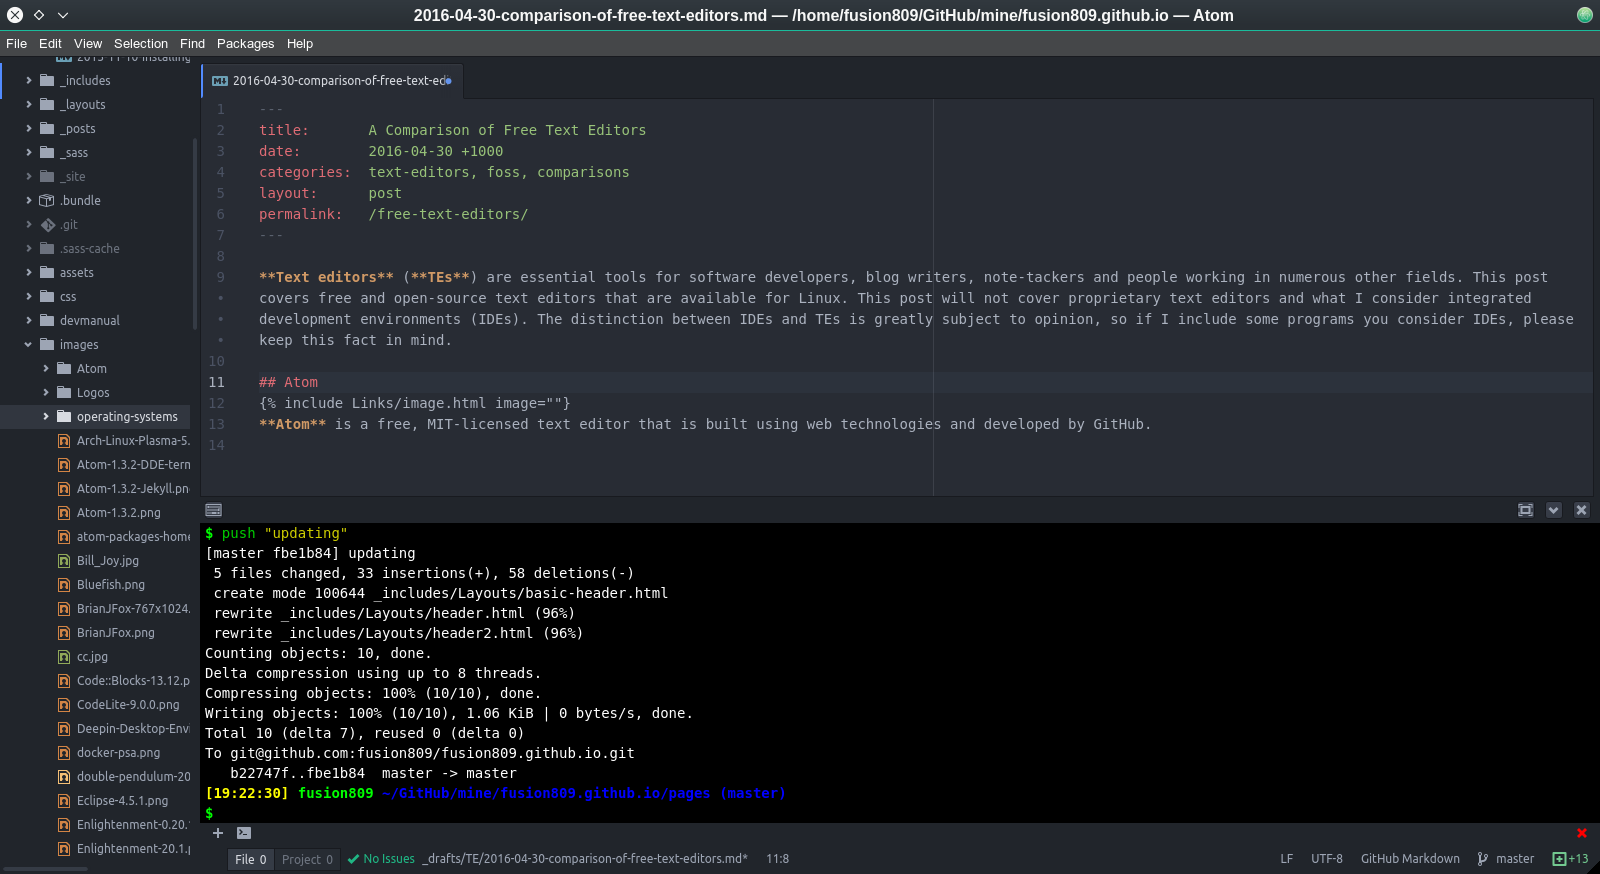 2016-04-30-comparison-of-free-text-editors.md — /home/fusion809/GitHub/mine/fusion809.github.io — Atom
File Edit View Selection Find Packages Help
2015-11-10-installing
_includes
_layouts
_posts
_sass
_site
.bundle
.git
.sass-cache
assets
css
devmanual
images
Atom
Logos
operating-systems
Arch-Linux-Plasma-5.
Atom-1.3.2-DDE-term
Atom-1.3.2-Jekyll.pn
Atom-1.3.2.png
atom-packages-home
Bill_Joy.jpg
Bluefish.png
BrianJFox-767x1024.
BrianJFox.png
cc.jpg
Code::Blocks-13.12.p
CodeLite-9.0.0.png
Deepin-Desktop-Envi
docker-psa.png
double-pendulum-20
Eclipse-4.5.1.png
Enlightenment-0.20.
Enlightenment-20.1.p
2016-04-30-comparison-of-free-text-ed
1 ---
2 title: A Comparison of Free Text Editors
3 date: 2016-04-30 +1000
4 categories: text-editors, foss, comparisons
5 layout: post
6 permalink: /free-text-editors/
7 ---
8
9 **Text editors** (**TEs**) are essential tools for software developers, blog writers, note-tackers and people working in numerous other fields. This post
• covers free and open-source text editors that are available for Linux. This post will not cover proprietary text editors and what I consider integrated
• development environments (IDEs). The distinction between IDEs and TEs is greatly subject to opinion, so if I include some programs you consider IDEs, please
• keep this fact in mind.
10
11 ## Atom
12 {% include Links/image.html image=""}
13 **Atom** is a free, MIT-licensed text editor that is built using web technologies and developed by GitHub.
14
$ push "updating"
[master fbe1b84] updating
5 files changed, 33 insertions(+), 58 deletions(-)
create mode 100644 _includes/Layouts/basic-header.html
rewrite _includes/Layouts/header.html (96%)
rewrite _includes/Layouts/header2.html (96%)
Counting objects: 10, done.
Delta compression using up to 8 threads.
Compressing objects: 100% (10/10), done.
Writing objects: 100% (10/10), 1.06 KiB | 0 bytes/s, done.
Total 10 (delta 7), reused 0 (delta 0)
To git@github.com:fusion809/fusion809.github.io.git
b22747f..fbe1b84 master -> master
[19:22:30] fusion809 ~/GitHub/mine/fusion809.github.io/pages (master)
$
File 0 Project 0 No Issues _drafts/TE/2016-04-30-comparison-of-free-text-editors.md* 11:8 LF UTF-8 GitHub Markdown master +13